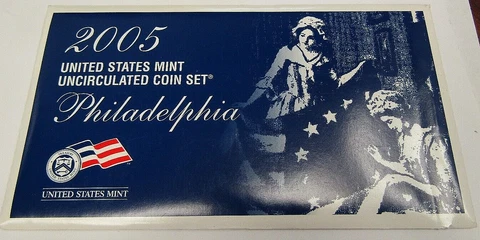 2005
UNITED STATES MINT
UNCIRCULATED COIN SET®
Philadelphia
UNITED STATES MINT